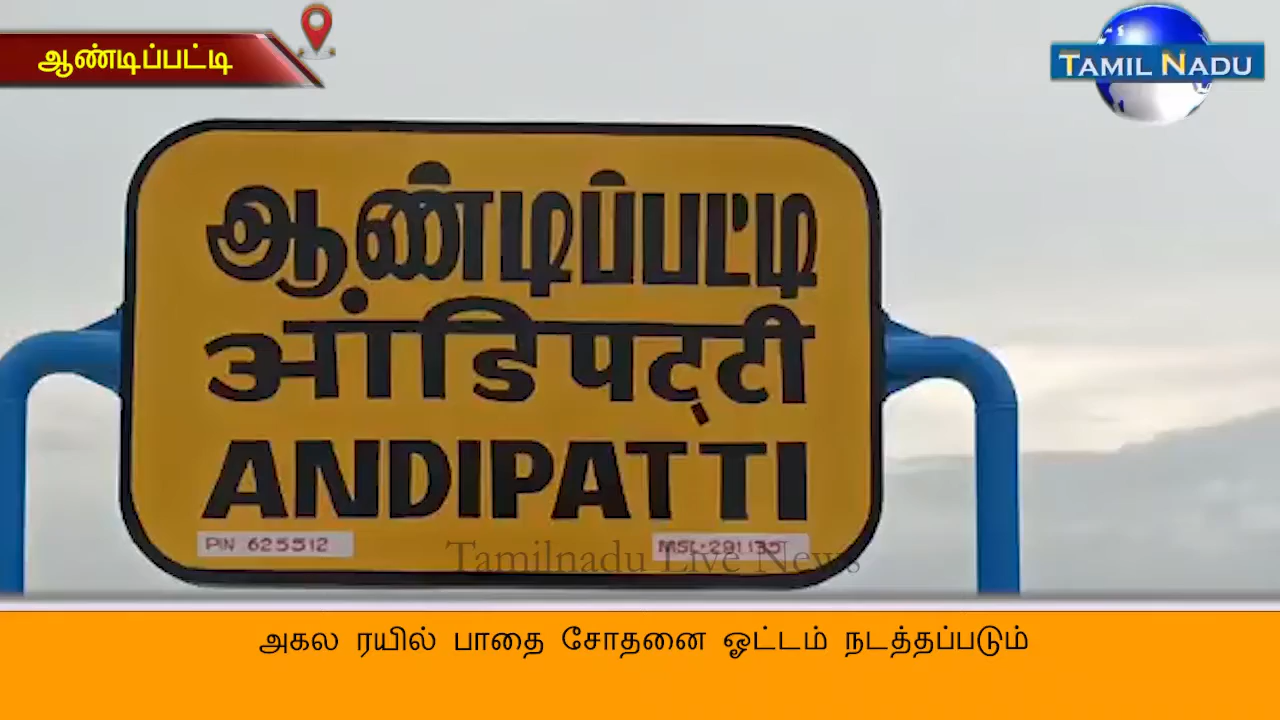 ஆண்டிப்பட்டி
TAMIL NADU
ஆண்டிப்பட்டி
आंडिपट्टी
ANDIPATTI
PIN 625512
MSL-291.135
Tamilnadu Live News
அகல ரயில் பாதை சோதனை ஓட்டம் நடத்தப்படும்